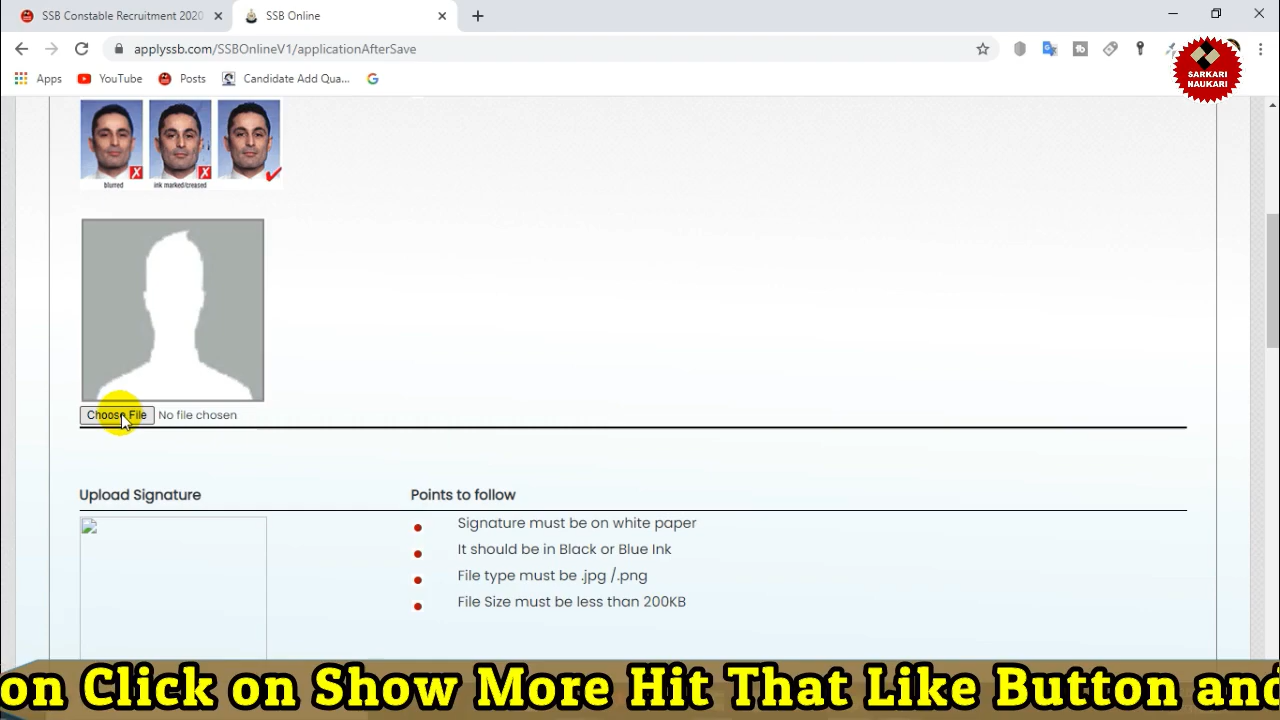 SSB Constable Recruitment 2020
SSB Online
applyssb.com/SSBOnlineV1/applicationAfterSave
Apps
YouTube
Posts
Candidate Add Qua...
SARKARI
NAUKARI
blurred
ink marked/creased
Choose File
No file chosen
Upload Signature
Points to follow
Signature must be on white paper
It should be in Black or Blue Ink
File type must be .jpg /.png
File Size must be less than 200KB
on Click on Show More Hit That Like Button and